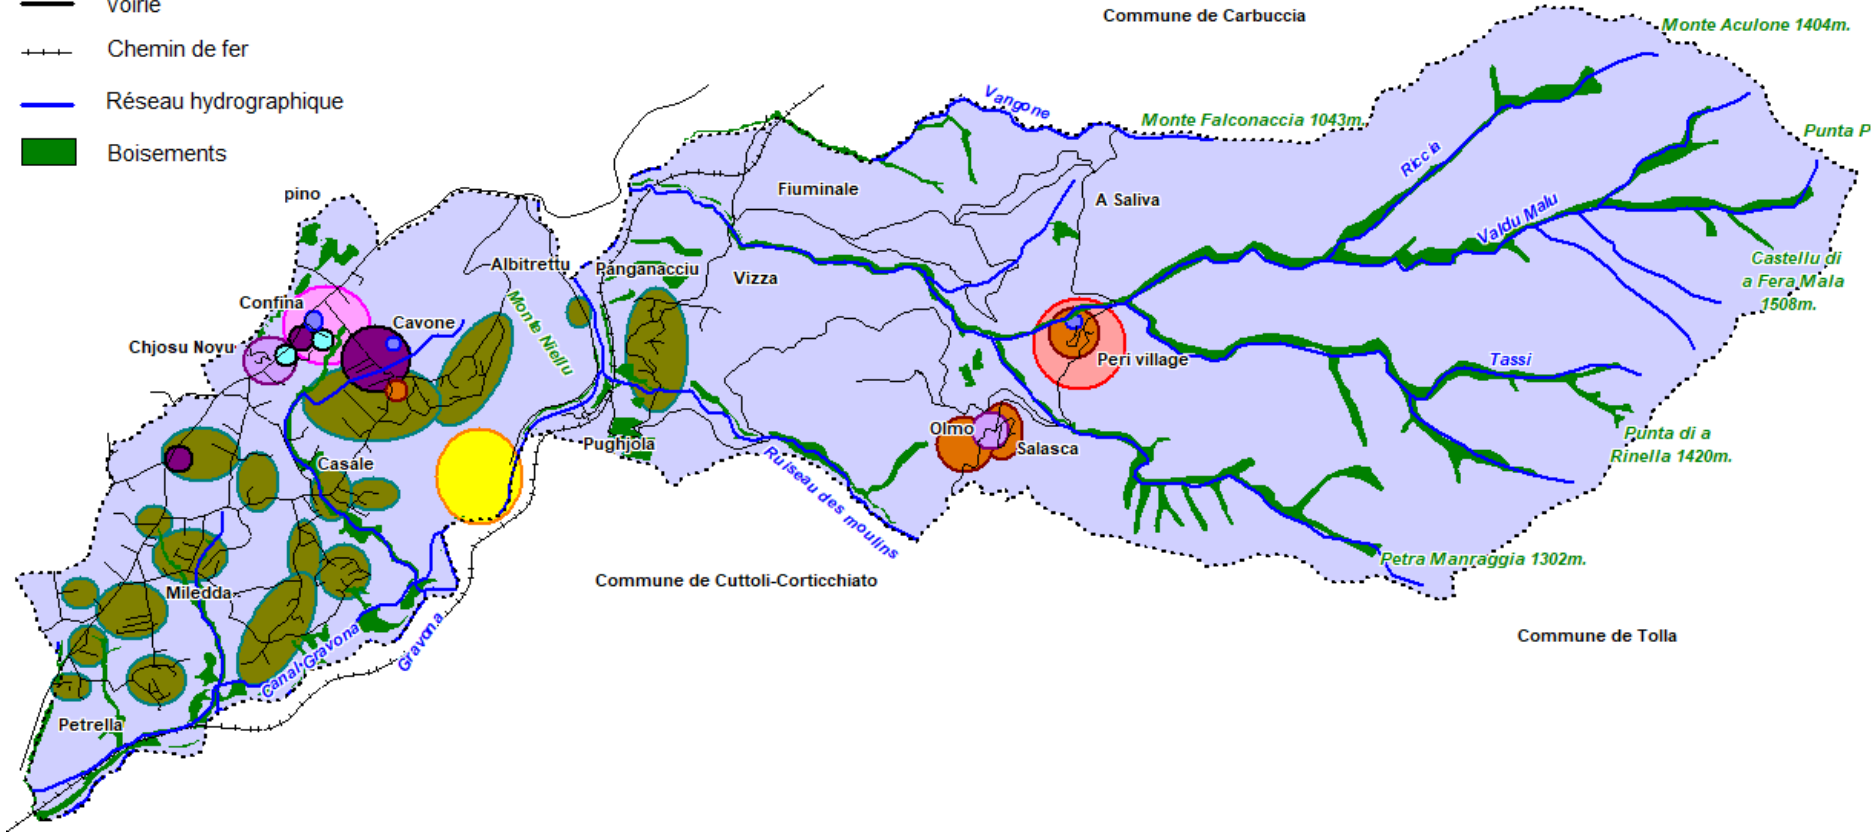 Voirie
Commune de Carbuccia
Monte Aculone 1404m.
Chemin de fer
Réseau hydrographique
Vangone
Monte Falconaccia 1043m.
Punta P
Boisements
Riccia
pino
Fiuminale
A Saliva
Valdu Malu
Albitrettu
Panganacciu
Vizza
Castellu di
a Fera Mala
1508m.
Confina
Monte Niellu
Cavone
Chjosu Novu
Peri village
Tassi
Olmo
Pughjola
Salasca
Punta di a
Rinella 1420m.
Casale
Ruiseau des moulins
Petra Manraggia 1302m.
Commune de Cuttoli-Corticchiato
Miledda
Canal Gravona
Gravona
Commune de Tolla
Petrella